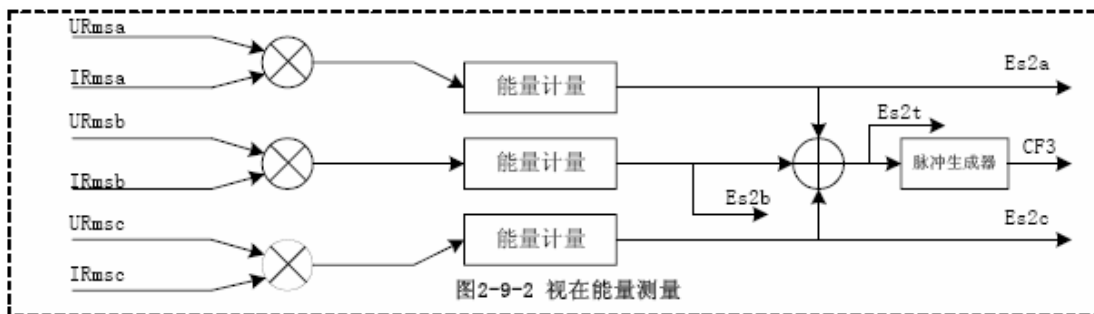 URmsa
IRmsa
能量计量
Es2a
URmsb
IRmsb
能量计量
Es2b
Es2t
脉冲生成器
CF3
URmsc
IRmsc
能量计量
Es2c
图2-9-2 视在能量测量